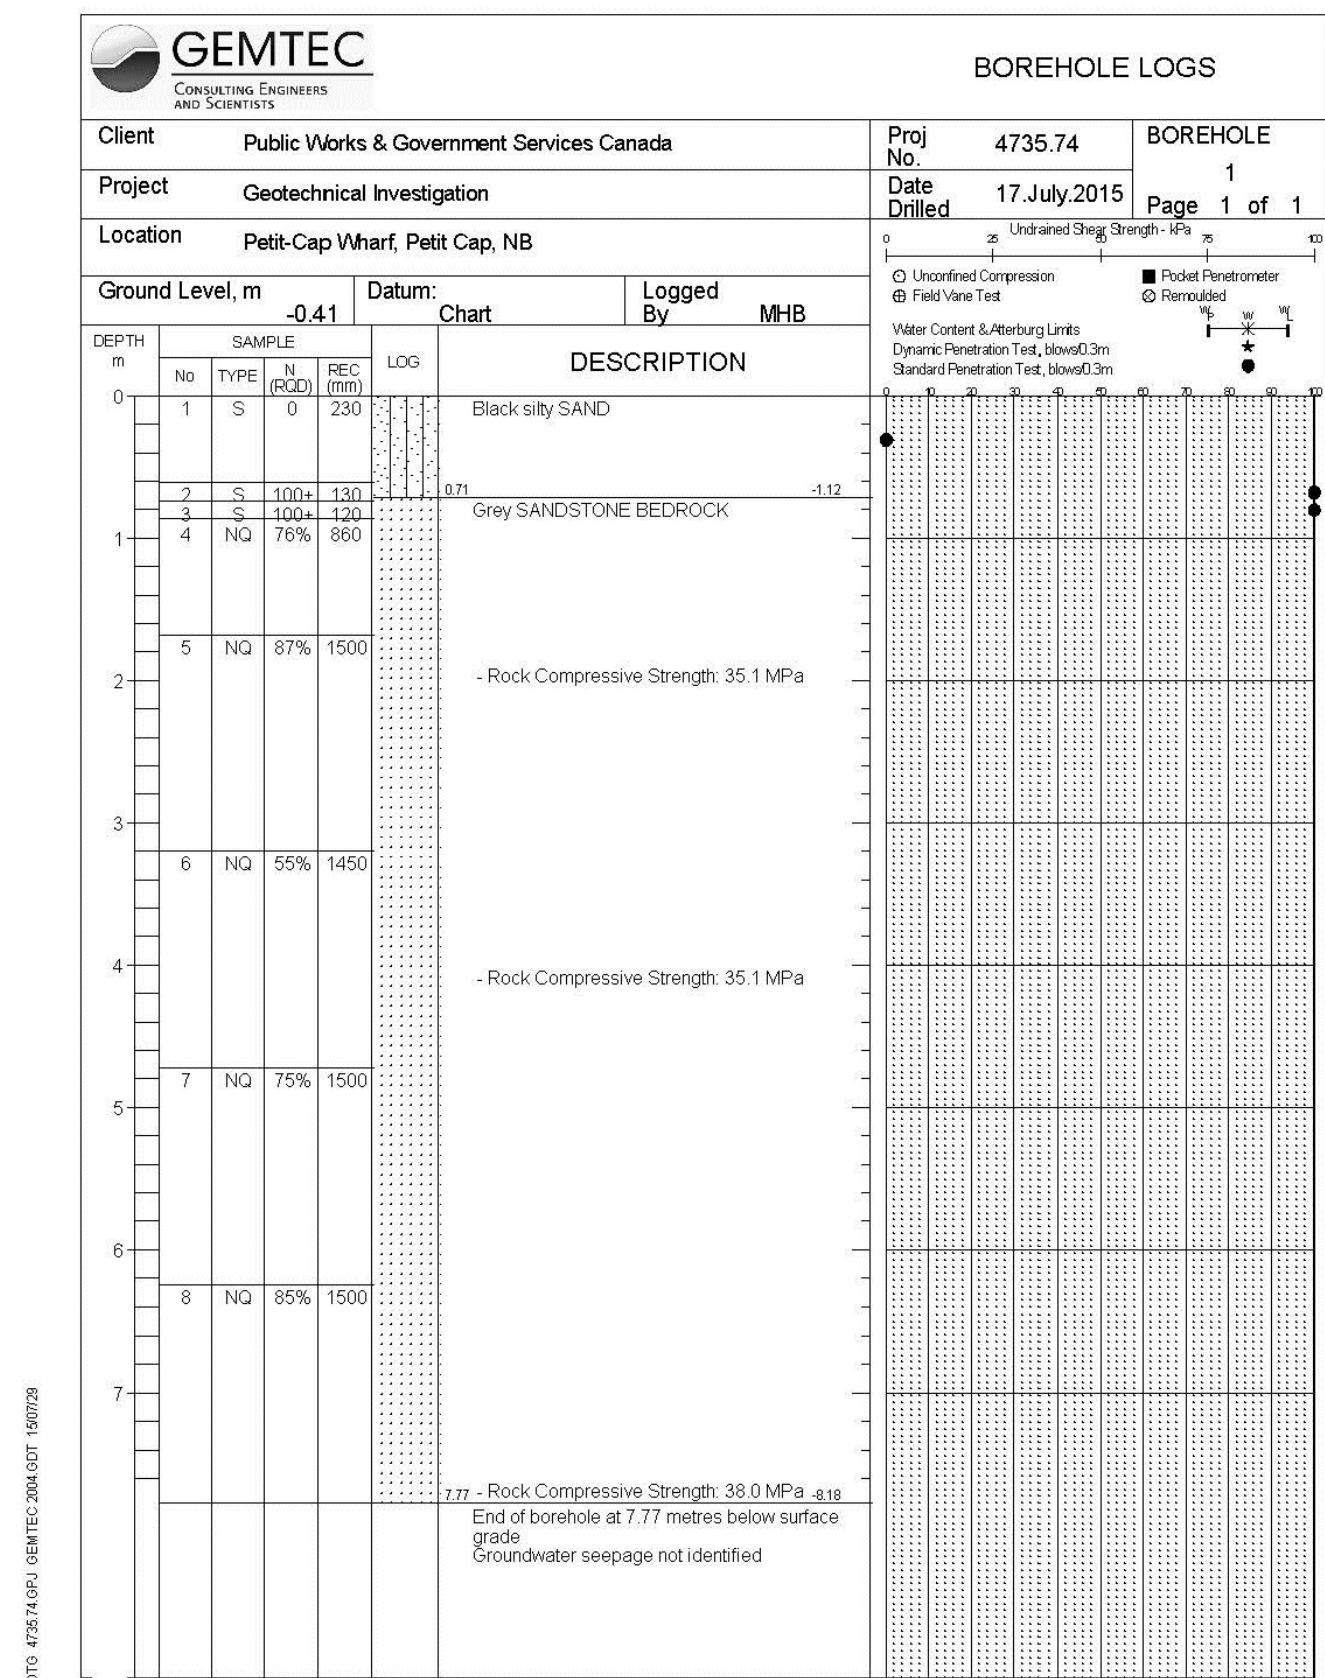 GEMTEC
CONSULTING ENGINEERS
AND SCIENTISTS
BOREHOLE LOGS
Client Public Works & Government Services Canada
Proj No. 4735.74
BOREHOLE
1
Page 1 of 1
Project Geotechnical Investigation
Date Drilled 17.July.2015
Location Petit-Cap Wharf, Petit Cap, NB
Undrained Shear Strength - kPa
0 25 50 75 100
Ground Level, m -0.41
Datum: Chart
Logged By MHB
Unconfined Compression Pocket Penetrometer
Field Vane Test Remoulded
Water Content & Atterburg Limits Wp W WL
Dynamic Penetration Test, blows/0.3m
Standard Penetration Test, blows/0.3m
DEPTH m
SAMPLE
No TYPE N (RQD) REC (mm)
LOG
DESCRIPTION
0 10 20 30 40 50 60 70 80 90 100
0
1 S 0 230 Black silty SAND
2 S 100+ 130 0.71 -1.12
3 S 100+ 120 Grey SANDSTONE BEDROCK
4 NQ 76% 860
1
5 NQ 87% 1500
2 - Rock Compressive Strength: 35.1 MPa
3
6 NQ 55% 1450
4 - Rock Compressive Strength: 35.1 MPa
7 NQ 75% 1500
5
6
8 NQ 85% 1500
7
7.77 - Rock Compressive Strength: 38.0 MPa -8.18
End of borehole at 7.77 metres below surface
grade
Groundwater seepage not identified
4735.74.GPJ GEMTEC 2004.GDT 15/07/29